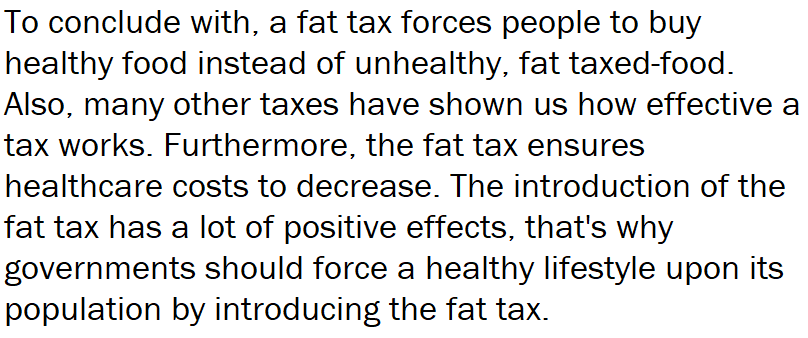 To conclude with, a fat tax forces people to buy
healthy food instead of unhealthy, fat taxed-food.
Also, many other taxes have shown us how effective a
tax works. Furthermore, the fat tax ensures
healthcare costs to decrease. The introduction of the
fat tax has a lot of positive effects, that's why
governments should force a healthy lifestyle upon its
population by introducing the fat tax.